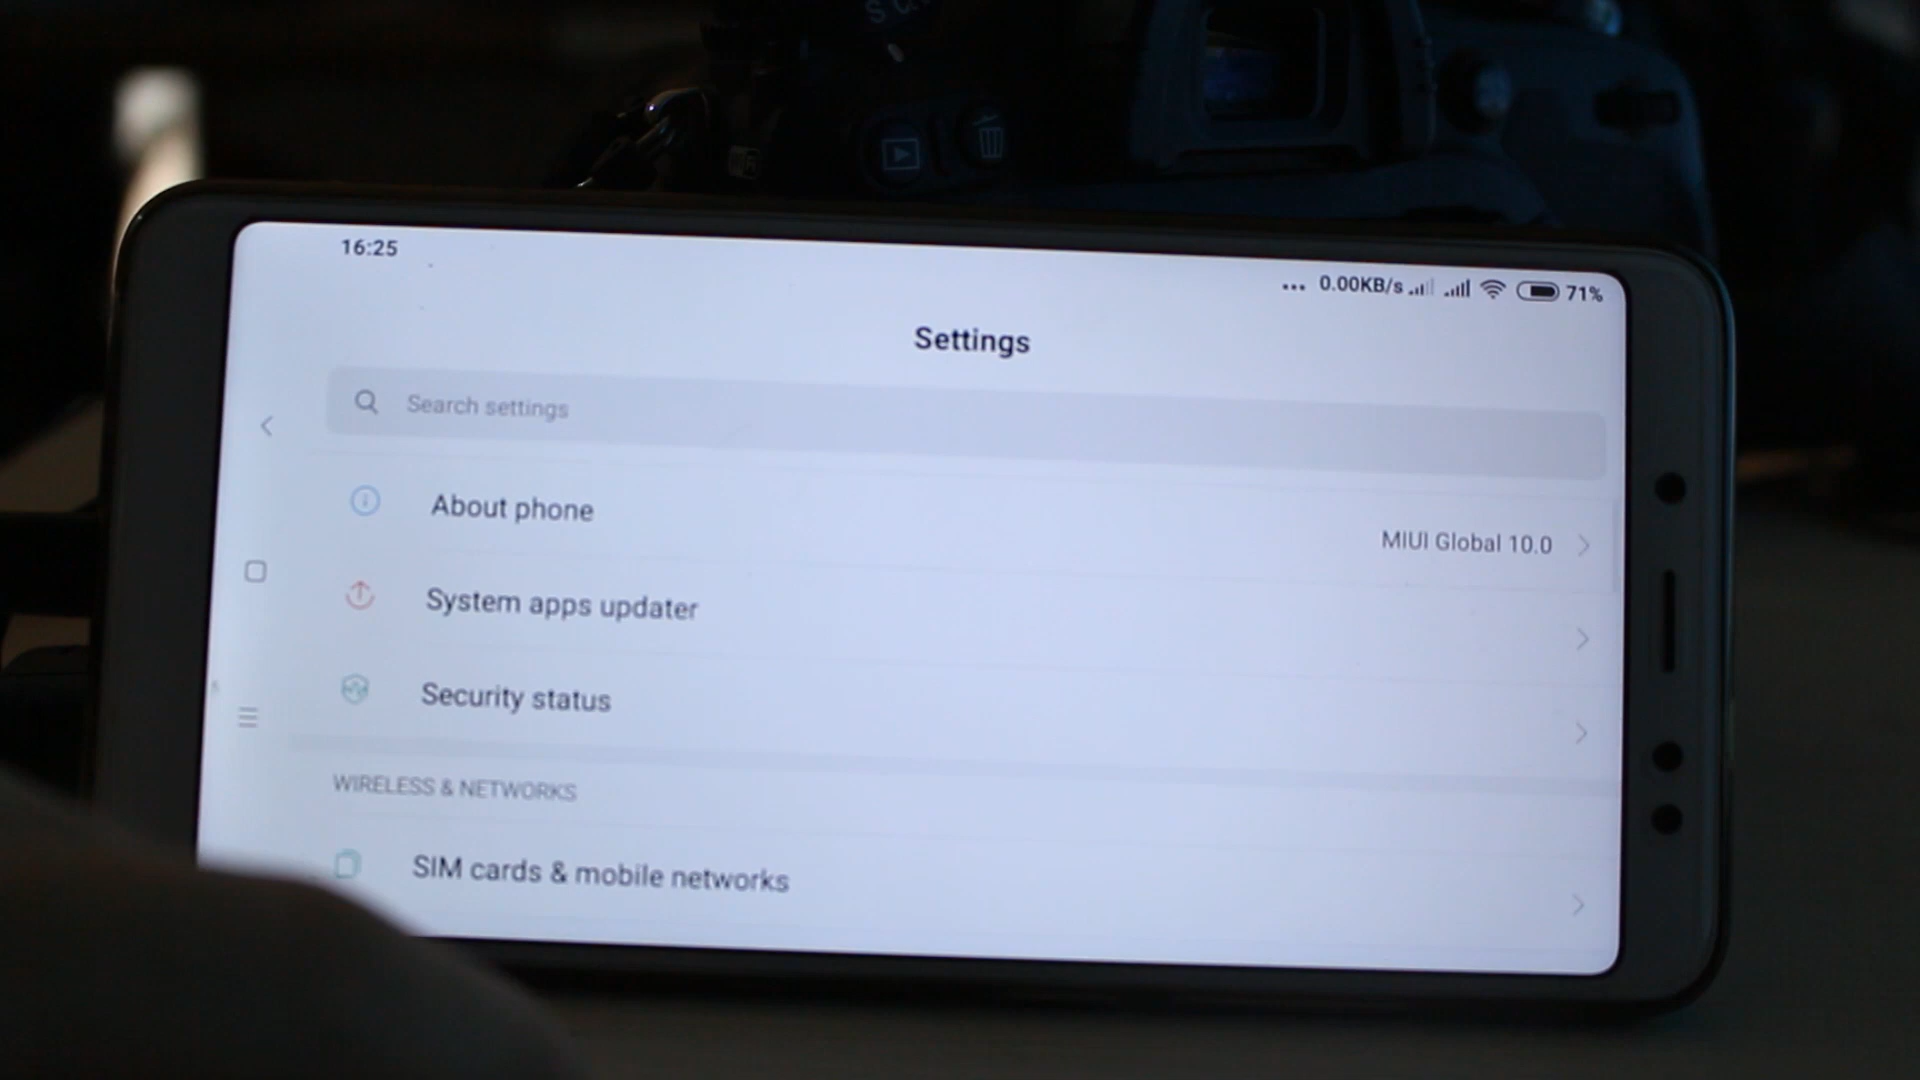 16:25
... 0.00KB/s 71%
Settings
Search settings
About phone
MIUI Global 10.0
System apps updater
Security status
WIRELESS & NETWORKS
SIM cards & mobile networks